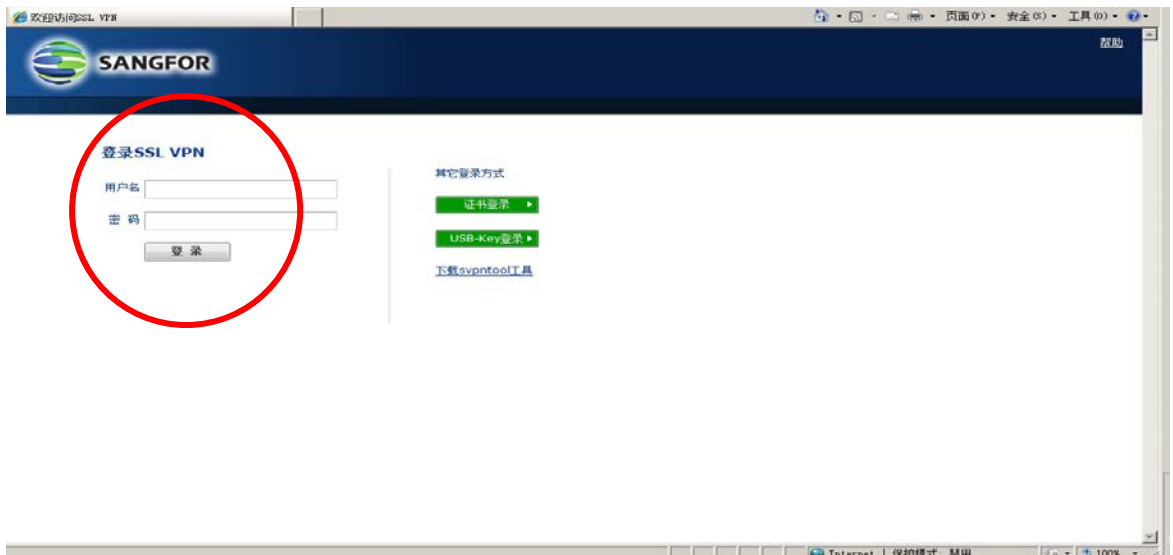 欢迎访问SSL VPN
页面(P) 安全(S) 工具(O)
帮助
SANGFOR
登录SSL VPN
用户名
密 码
登 录
其它登录方式
证书登录
USB-Key登录
下载svpntool工具
Internet | 保护模式: 禁用
100%